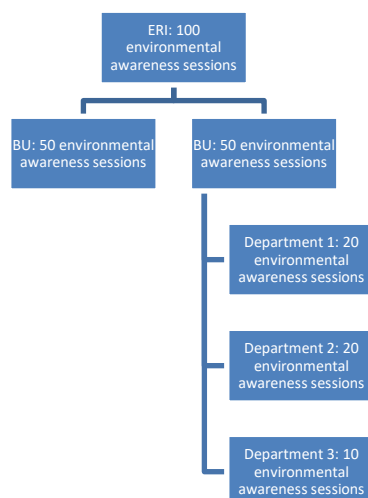 ERI: 100
environmental
awareness sessions
BU: 50 environmental
awareness sessions
BU: 50 environmental
awareness sessions
Department 1: 20
environmental
awareness sessions
Department 2: 20
environmental
awareness sessions
Department 3: 10
environmental
awareness sessions